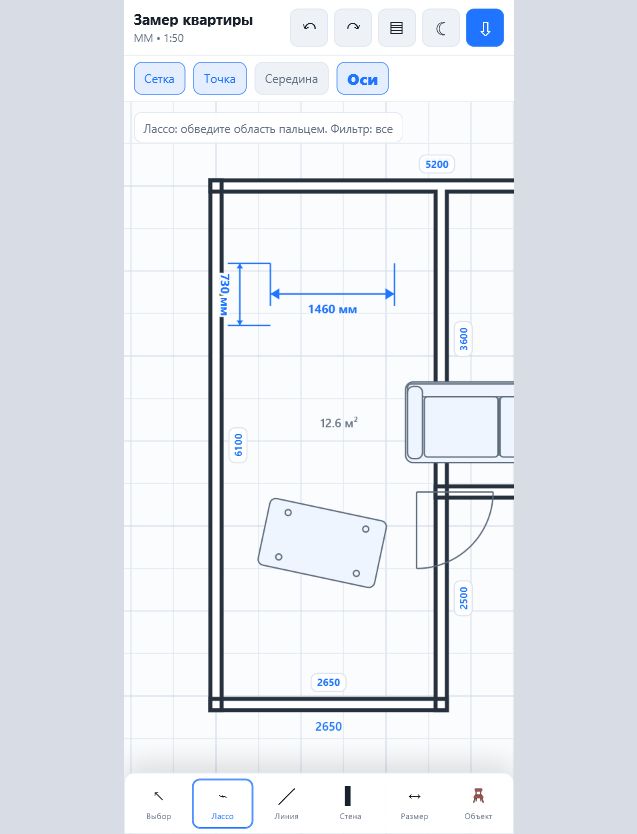 Замер квартиры
ММ • 1:50
Сетка
Точка
Середина
Оси
Лассо: обведите область пальцем. Фильтр: все
5200
730 мм
1460 мм
3600
12.6 м²
6100
2500
2650
2650
Выбор
Лассо
Линия
Стена
Размер
Объект